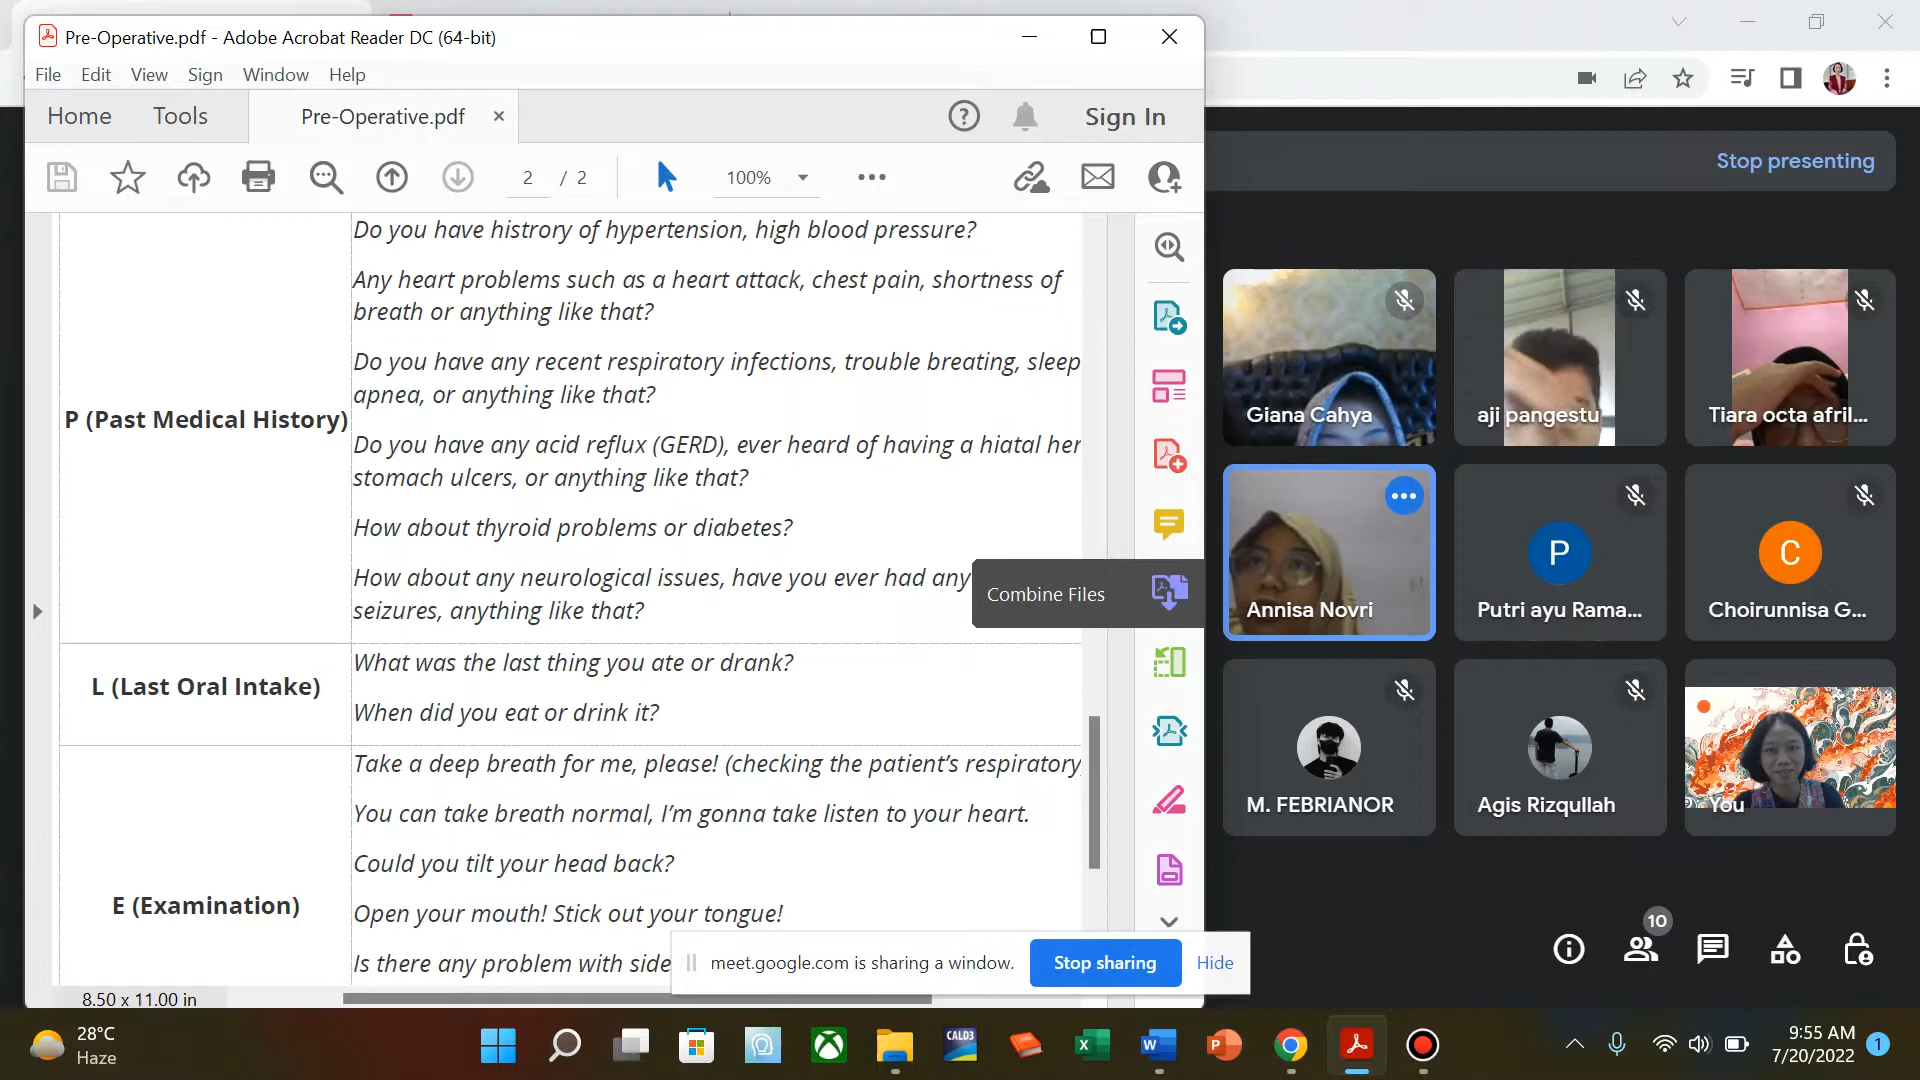 Pre-Operative.pdf - Adobe Acrobat Reader DC (64-bit)
File Edit View Sign Window Help
Home Tools Pre-Operative.pdf Sign In
2 / 2 100%
Stop presenting
P (Past Medical History)
Do you have histrory of hypertension, high blood pressure?
Any heart problems such as a heart attack, chest pain, shortness of
breath or anything like that?
Do you have any recent respiratory infections, trouble breating, sleep
apnea, or anything like that?
Do you have any acid reflux (GERD), ever heard of having a hiatal her
stomach ulcers, or anything like that?
How about thyroid problems or diabetes?
How about any neurological issues, have you ever had any
seizures, anything like that?
Combine Files
L (Last Oral Intake)
What was the last thing you ate or drank?
When did you eat or drink it?
E (Examination)
Take a deep breath for me, please! (checking the patient's respiratory
You can take breath normal, I'm gonna take listen to your heart.
Could you tilt your head back?
Open your mouth! Stick out your tongue!
Is there any problem with side
8.50 x 11.00 in
meet.google.com is sharing a window. Stop sharing Hide
Giana Cahya
aji pangestu
Tiara octa afril...
Annisa Novri
P
Putri ayu Rama...
C
Choirunnisa G...
M. FEBRIANOR
Agis Rizqullah
You
10
28°C
Haze
CALD3
9:55 AM
7/20/2022
1